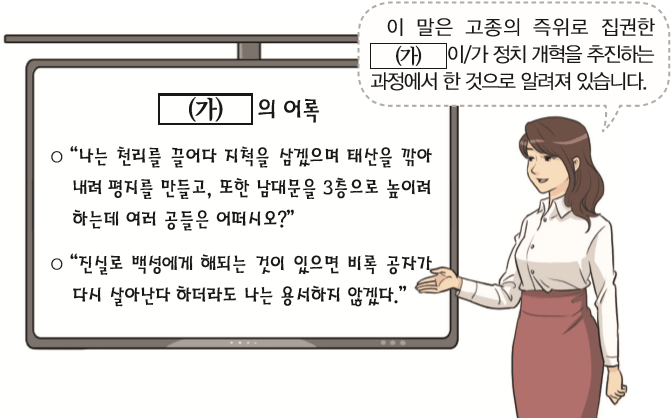 이 말은 고종의 즉위로 집권한
(가) 이/가 정치 개혁을 추진하는
과정에서 한 것으로 알려져 있습니다.
(가) 의 어록
○ “나는 천리를 끌어다 지척을 삼겠으며 태산을 깎아
내려 평지를 만들고, 또한 남대문을 3층으로 높이려
하는데 여러 공들은 어떠시오?”
○ “진실로 백성에게 해되는 것이 있으면 비록 공자가
다시 살아난다 하더라도 나는 용서하지 않겠다.”